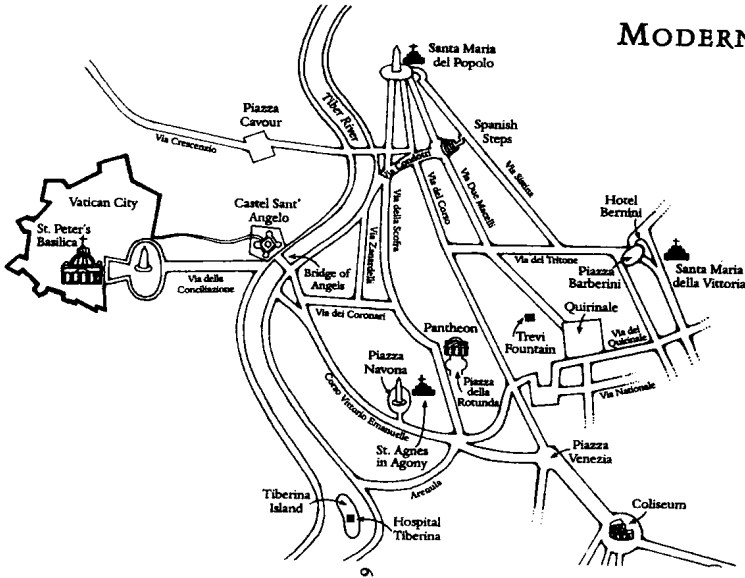 MODERN
Santa Maria
del Popolo
Tiber River
Piazza
Cavour
Via Crescenzio
Spanish
Steps
Via Condotti
Via Sistina
Via Due Macelli
Via del Corso
Via della Scrofa
Via Zanardelli
Hotel
Bernini
Vatican City
St. Peter's
Basilica
Castel Sant'
Angelo
Via della
Conciliazione
Bridge of
Angels
Via del Tritone
Piazza
Barberini
Santa Maria
della Vittoria
Via dei Coronari
Quirinale
Via del
Quirinale
Pantheon
Trevi
Fountain
Piazza
Navona
Piazza
della
Rotunda
Via Nationale
Corso Vittorio Emanuelle
St. Agnes
in Agony
Piazza
Venezia
Arenula
Tiberina
Island
Hospital
Tiberina
Coliseum